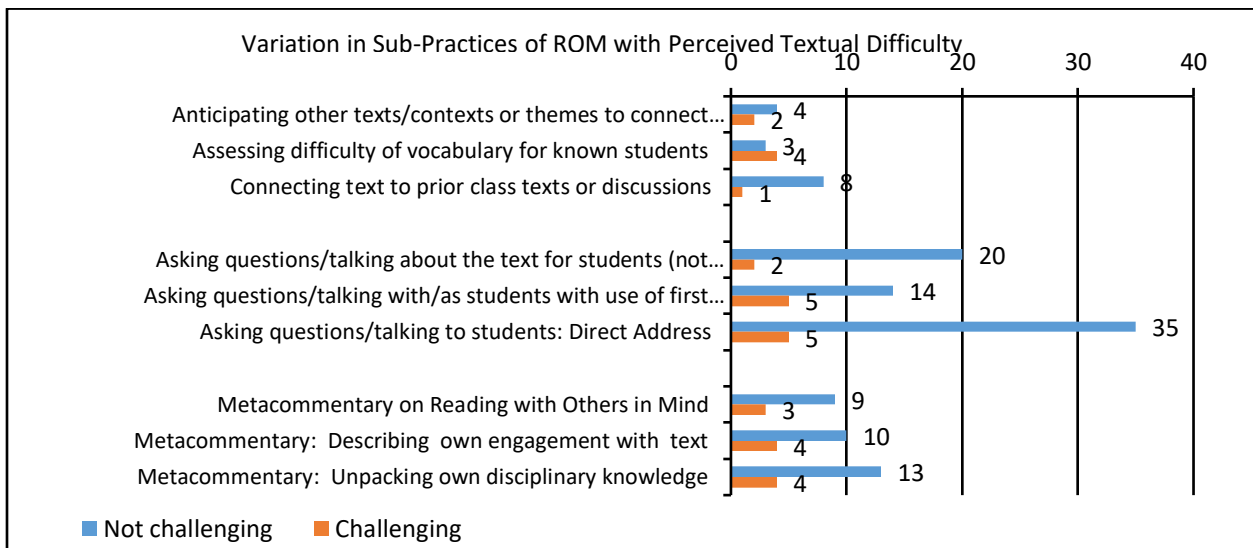 Variation in Sub-Practices of ROM with Perceived Textual Difficulty
0 10 20 30 40
Anticipating other texts/contexts or themes to connect… 4
2
Assessing difficulty of vocabulary for known students 3
4
Connecting text to prior class texts or discussions 8
1
Asking questions/talking about the text for students (not… 20
2
Asking questions/talking with/as students with use of first… 14
5
Asking questions/talking to students: Direct Address 35
5
Metacommentary on Reading with Others in Mind 9
3
Metacommentary: Describing own engagement with text 10
4
Metacommentary: Unpacking own disciplinary knowledge 13
4
Not challenging Challenging